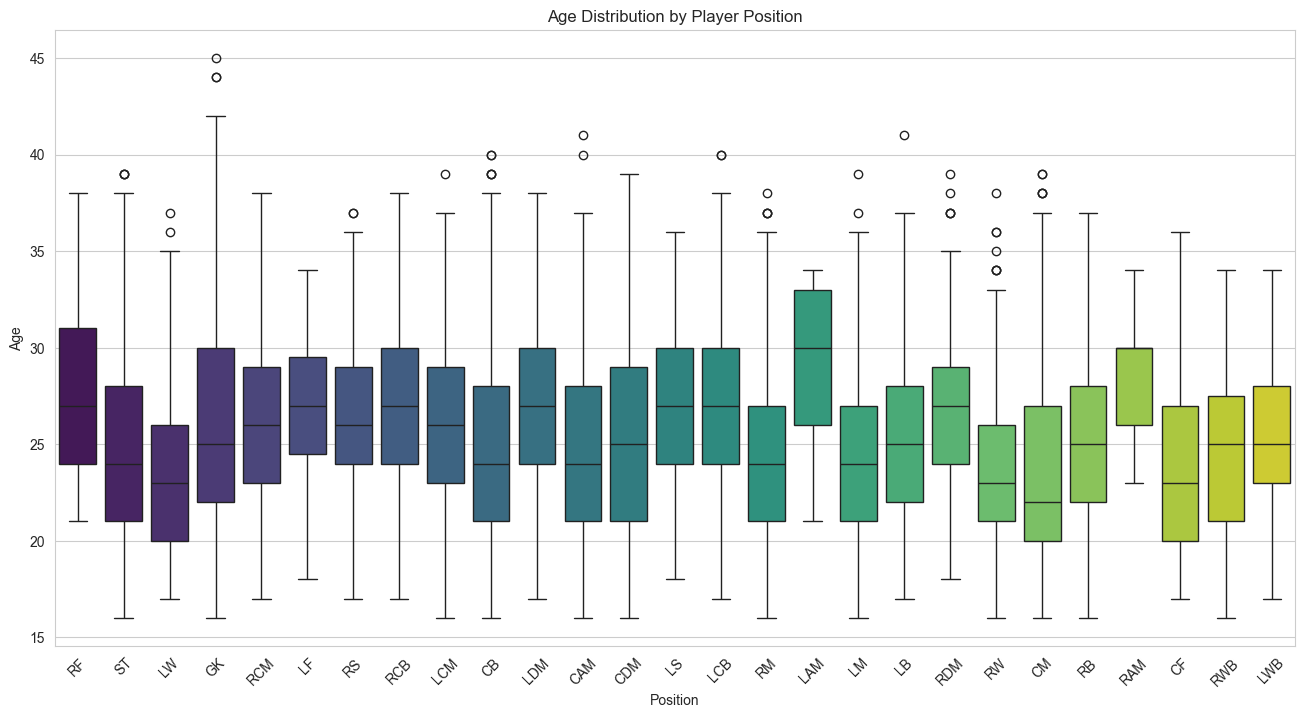 Age Distribution by Player Position
Age
45
40
35
30
25
20
15
RF ST LW GK RCM LF RS RCB LCM CB LDM CAM CDM LS LCB RM LAM LM LB RDM RW CM RB RAM CF RWB LWB
Position